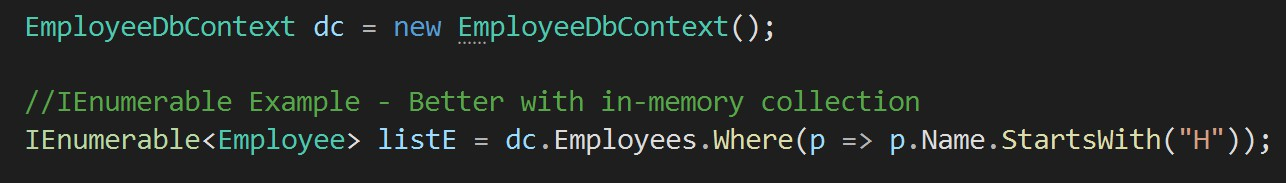 EmployeeDbContext dc = new EmployeeDbContext();
//IEnumerable Example - Better with in-memory collection
IEnumerable<Employee> listE = dc.Employees.Where(p => p.Name.StartsWith("H"));